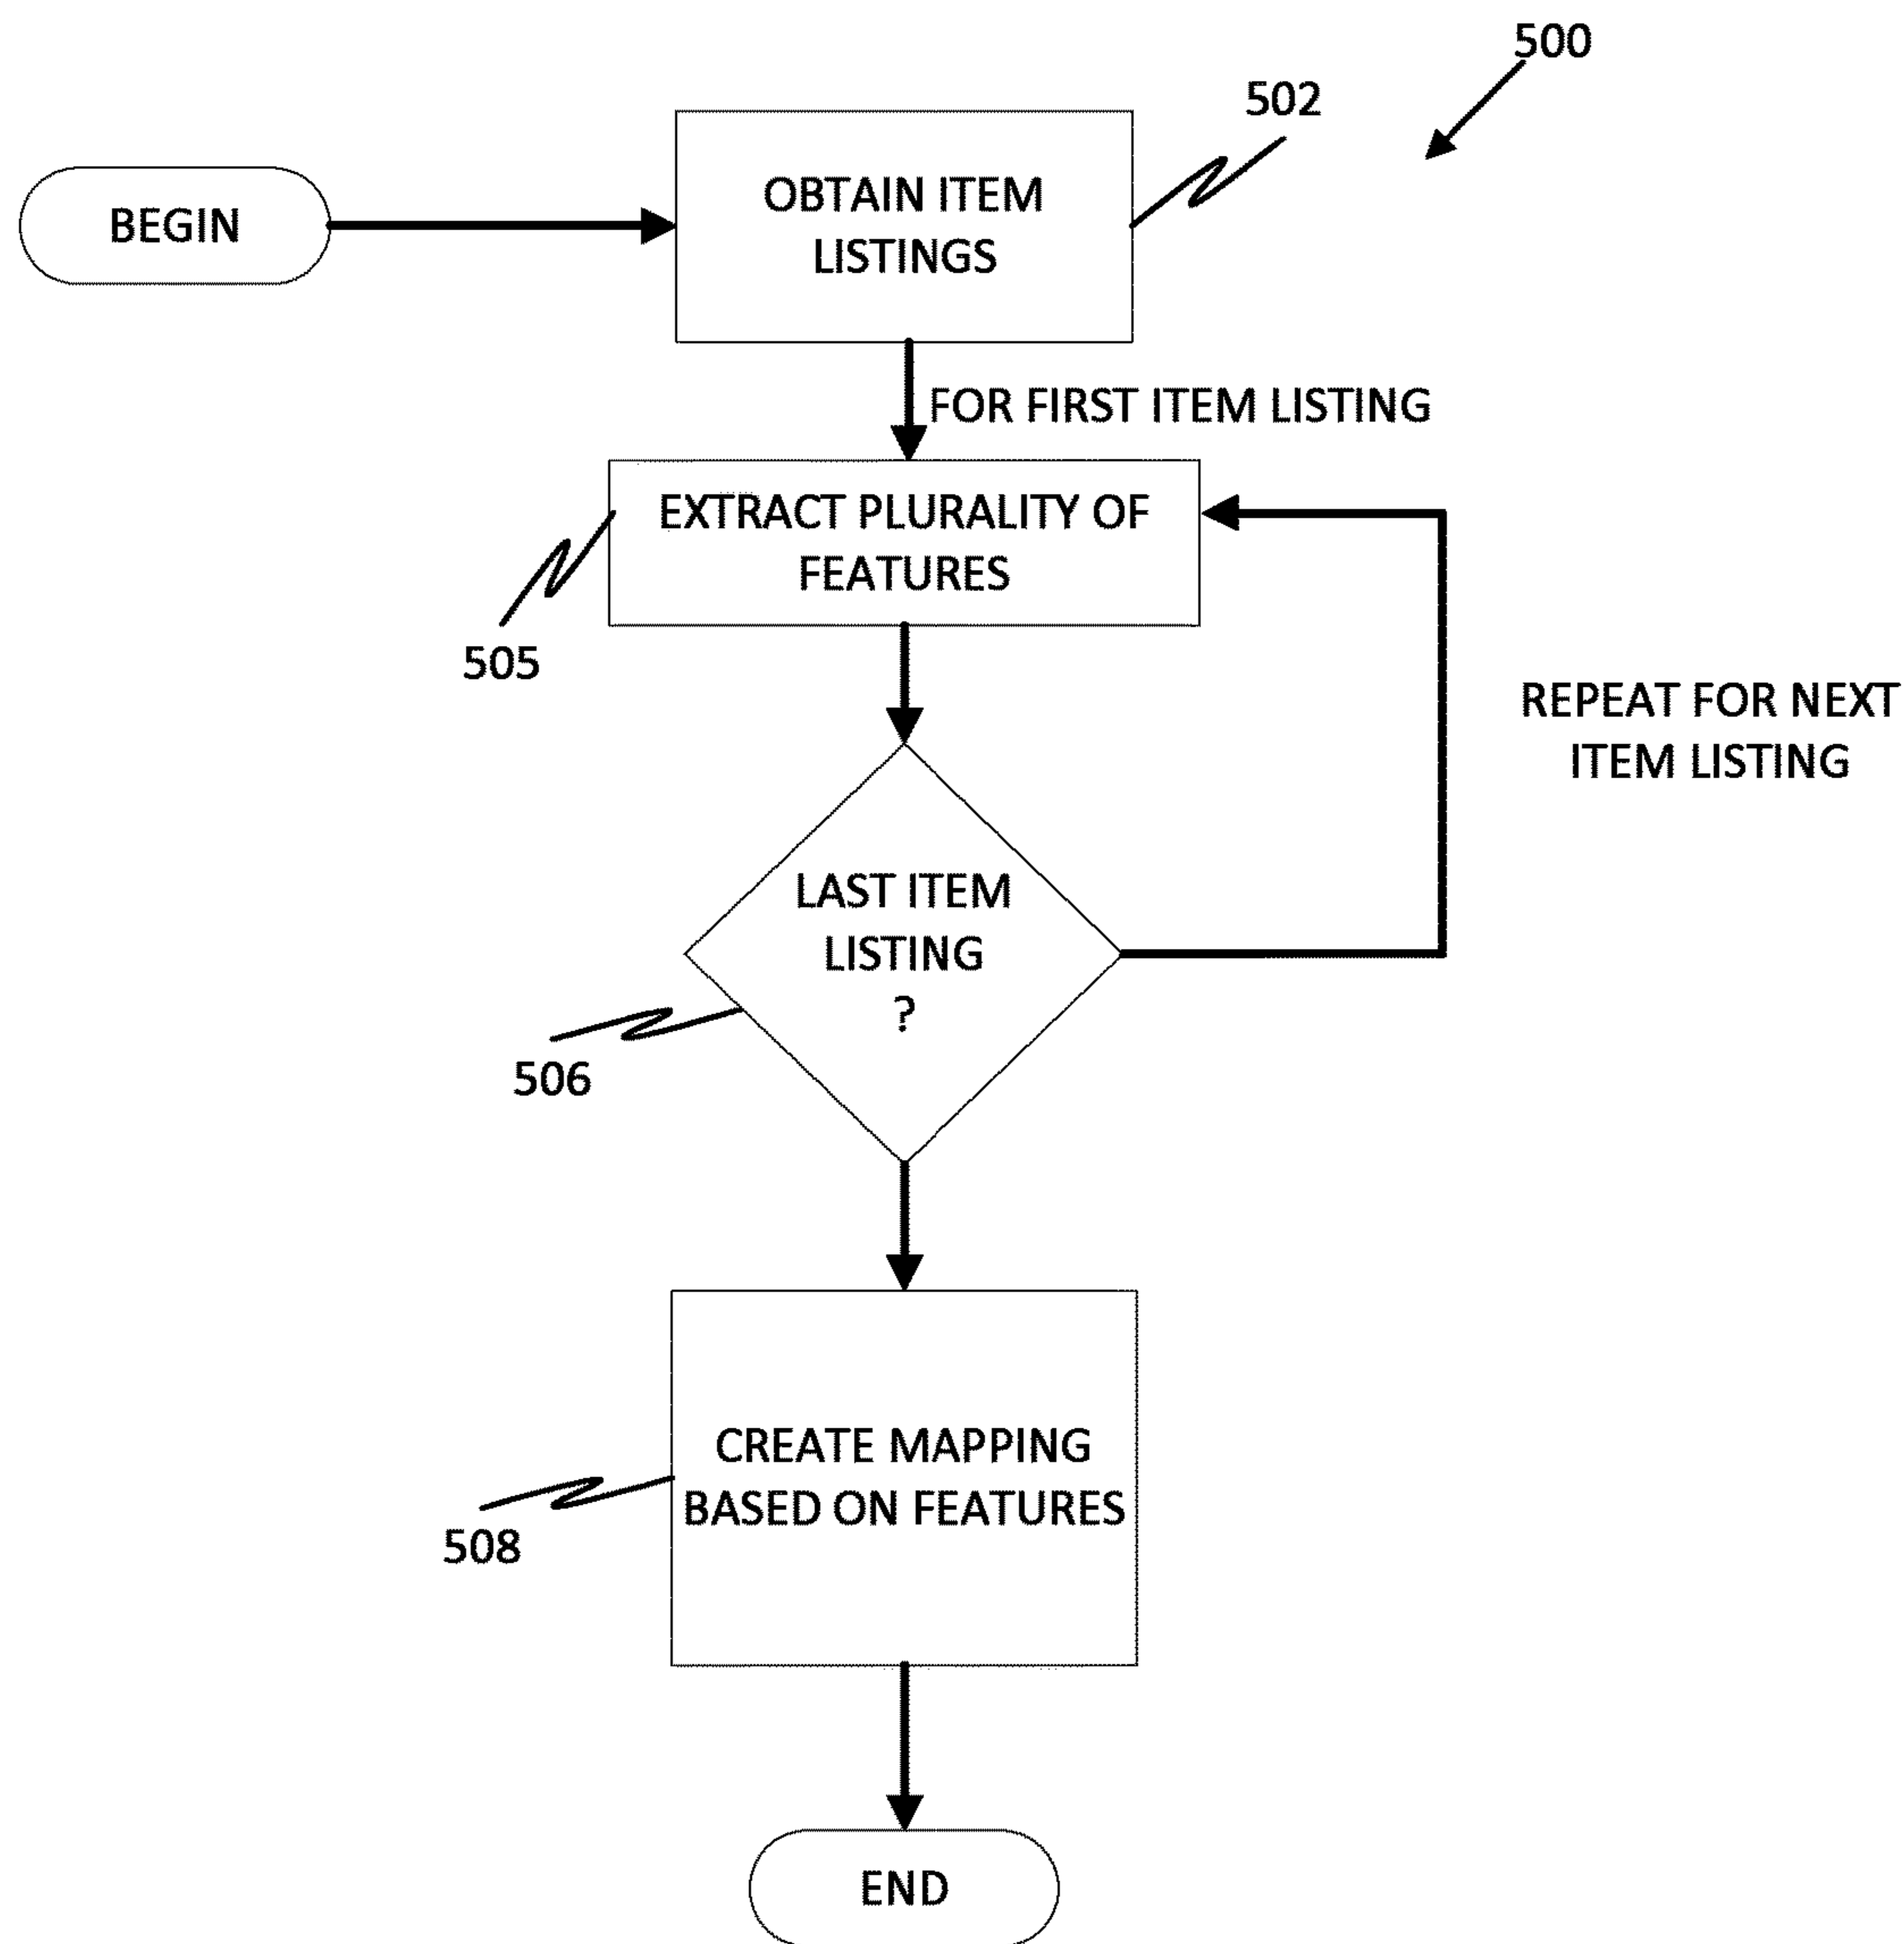 500
502
BEGIN
OBTAIN ITEM
LISTINGS
FOR FIRST ITEM LISTING
EXTRACT PLURALITY OF
FEATURES
505
REPEAT FOR NEXT
ITEM LISTING
LAST ITEM
LISTING
?
506
CREATE MAPPING
BASED ON FEATURES
508
END